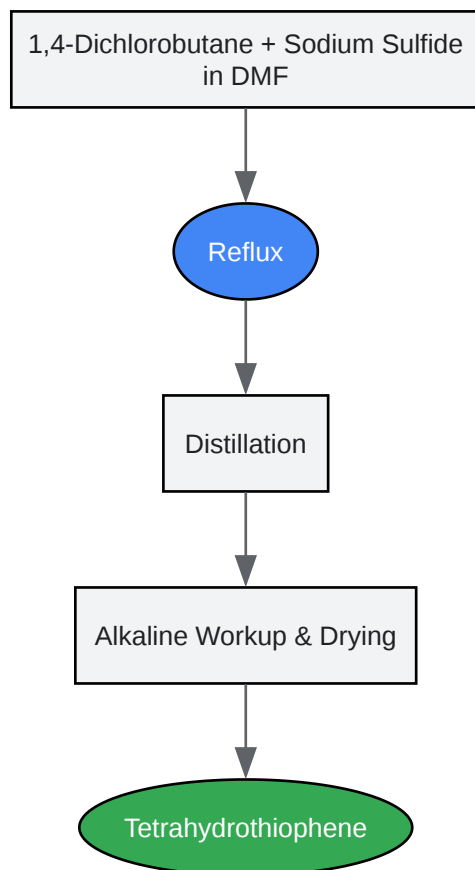 1,4-Dichlorobutane + Sodium Sulfide
in DMF
Reflux
Distillation
Alkaline Workup & Drying
Tetrahydrothiophene